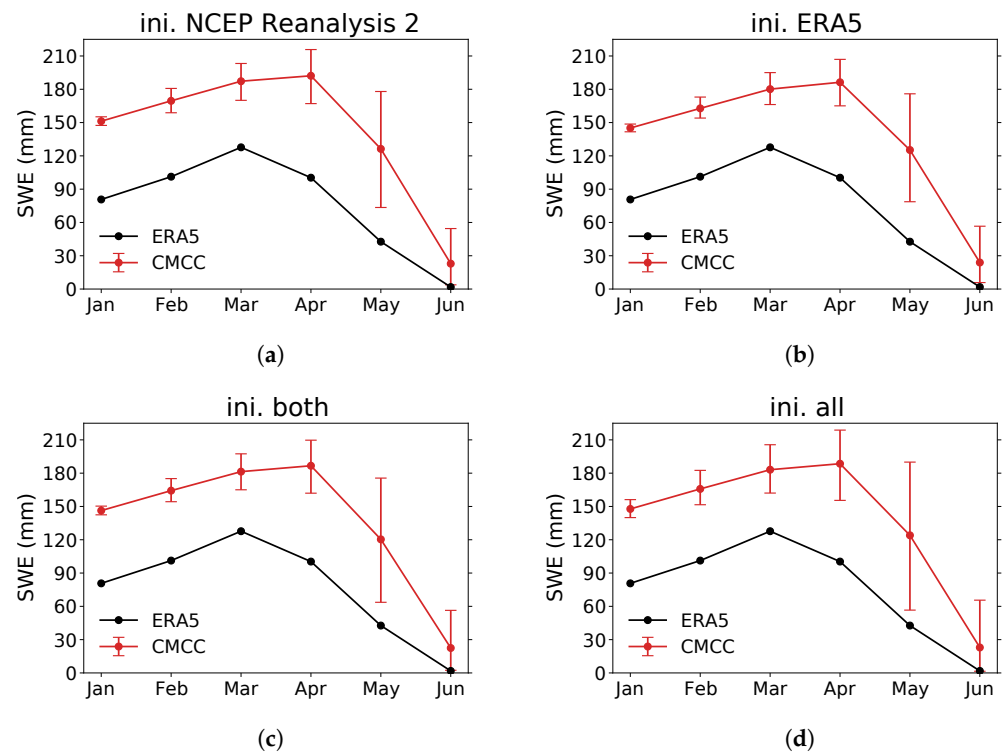 ini. NCEP Reanalysis 2
SWE (mm)
210
180
150
120
90
60
30
0
ERA5
CMCC
Jan Feb Mar Apr May Jun
(a)
ini. ERA5
SWE (mm)
210
180
150
120
90
60
30
0
ERA5
CMCC
Jan Feb Mar Apr May Jun
(b)
ini. both
SWE (mm)
210
180
150
120
90
60
30
0
ERA5
CMCC
Jan Feb Mar Apr May Jun
(c)
ini. all
SWE (mm)
210
180
150
120
90
60
30
0
ERA5
CMCC
Jan Feb Mar Apr May Jun
(d)